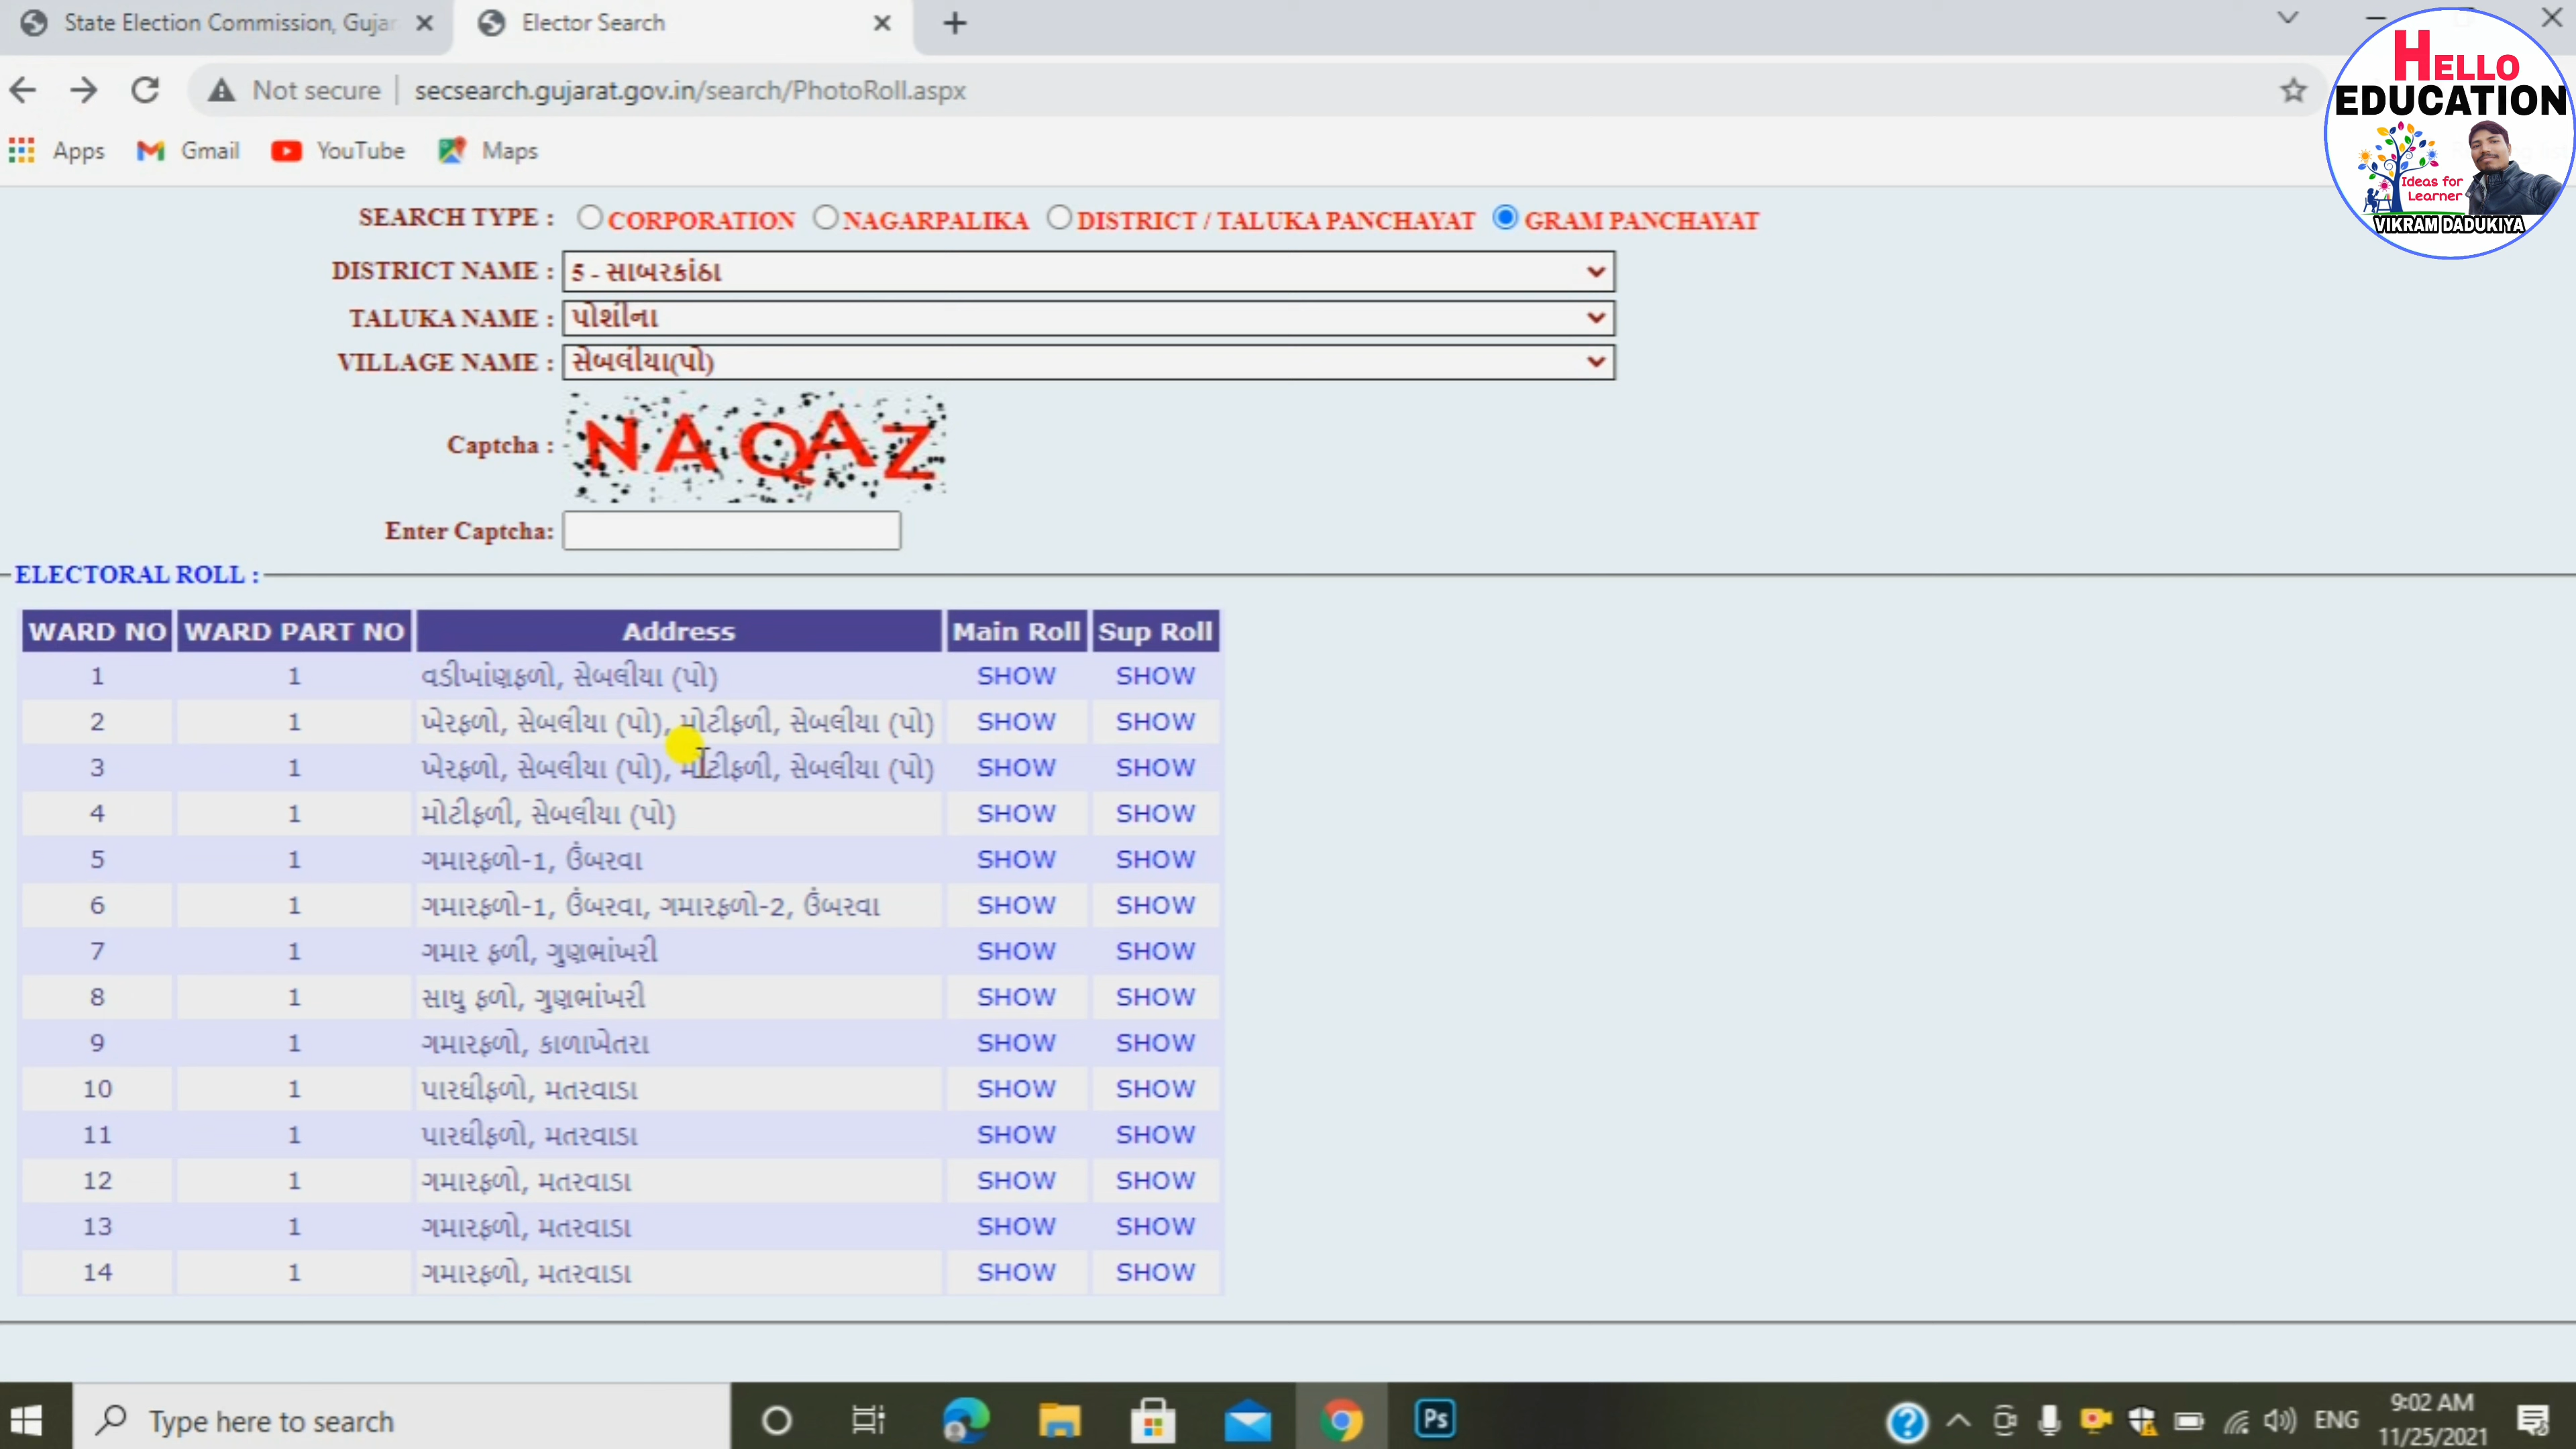 State Election Commission, Gujar
Elector Search
Not secure | secsearch.gujarat.gov.in/search/PhotoRoll.aspx
Apps Gmail YouTube Maps
HELLO
EDUCATION
Ideas for
Learner
VIKRAM DADUKIYA
SEARCH TYPE : CORPORATION NAGARPALIKA DISTRICT / TALUKA PANCHAYAT GRAM PANCHAYAT
DISTRICT NAME : 5 - સાબરકાંઠા
TALUKA NAME : પોશીના
VILLAGE NAME : સેબલીયા(પો)
Captcha : NAQAZ
Enter Captcha:
ELECTORAL ROLL :
WARD NO WARD PART NO Address Main Roll Sup Roll
1 1 વડીખાંણફળો, સેબલીયા (પો) SHOW SHOW
2 1 ખેરફળો, સેબલીયા (પો), મોટીફળી, સેબલીયા (પો) SHOW SHOW
3 1 ખેરફળો, સેબલીયા (પો), મોટીફળી, સેબલીયા (પો) SHOW SHOW
4 1 મોટીફળી, સેબલીયા (પો) SHOW SHOW
5 1 ગમારફળો-1, ઉંબરવા SHOW SHOW
6 1 ગમારફળો-1, ઉંબરવા, ગમારફળો-2, ઉંબરવા SHOW SHOW
7 1 ગમાર ફળી, ગુણભાંખરી SHOW SHOW
8 1 સાધુ ફળો, ગુણભાંખરી SHOW SHOW
9 1 ગમારફળો, કાળાખેતરા SHOW SHOW
10 1 પારઘીફળો, મતરવાડા SHOW SHOW
11 1 પારઘીફળો, મતરવાડા SHOW SHOW
12 1 ગમારફળો, મતરવાડા SHOW SHOW
13 1 ગમારફળો, મતરવાડા SHOW SHOW
14 1 ગમારફળો, મતરવાડા SHOW SHOW
Type here to search
Ps
ENG
9:02 AM
11/25/2021